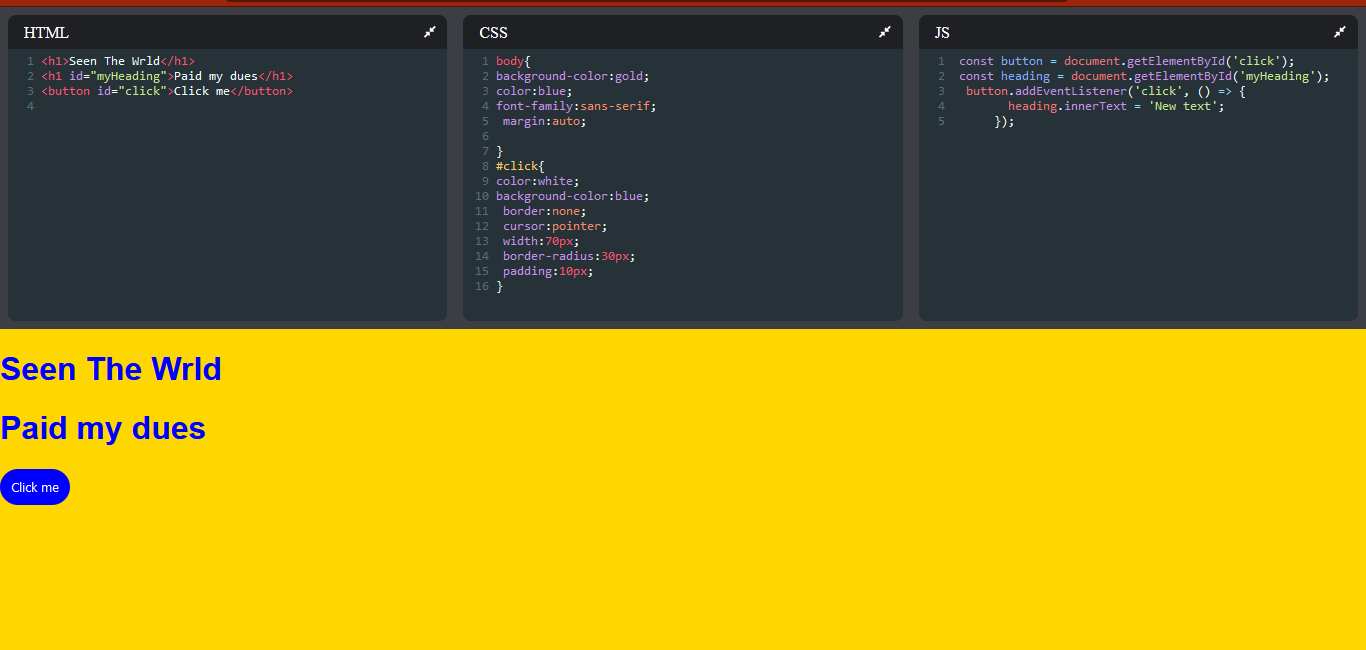 HTML
1 <h1>Seen The Wrld</h1>
2 <h1 id="myHeading">Paid my dues</h1>
3 <button id="click">Click me</button>
4
CSS
1 body{
2 background-color:gold;
3 color:blue;
4 font-family:sans-serif;
5  margin:auto;
6
7 }
8 #click{
9 color:white;
10 background-color:blue;
11  border:none;
12  cursor:pointer;
13  width:70px;
14  border-radius:30px;
15  padding:10px;
16 }
JS
1 const button = document.getElementById('click');
2 const heading = document.getElementById('myHeading');
3  button.addEventListener('click', () => {
4        heading.innerText = 'New text';
5      });
Seen The Wrld
Paid my dues
Click me